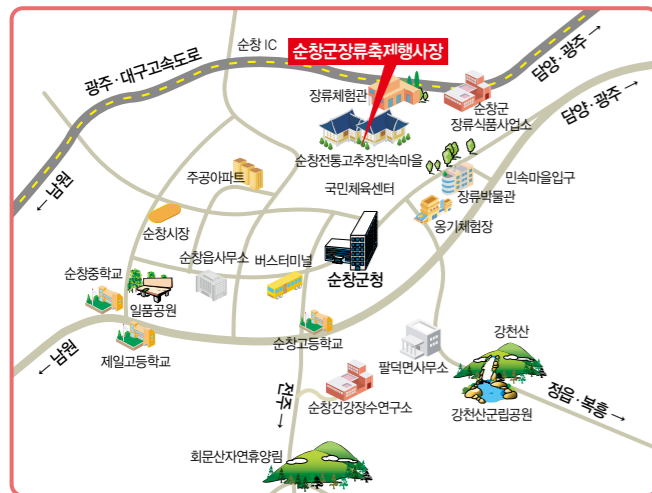 순창 IC
순창군장류축제행사장
담양·광주 →
광주·대구고속도로
장류체험관
순창군
장류식품사업소
담양·광주 →
순창전통고추장민속마을
주공아파트
국민체육센터
민속마을입구
장류박물관
← 남원
순창시장
옹기체험장
순창읍사무소
버스터미널
순창군청
순창중학교
일품공원
순창고등학교
강천산
제일고등학교
팔덕면사무소
← 남원
전주 →
순창건강장수연구소
강천산군립공원
정읍·복흥 →
회문산자연휴양림